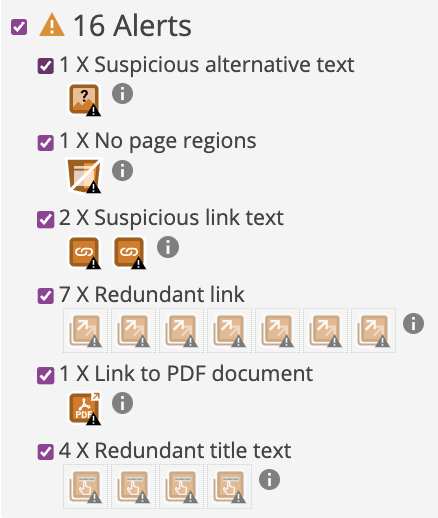 16 Alerts
1 X Suspicious alternative text
?
1 X No page regions
2 X Suspicious link text
7 X Redundant link
1 X Link to PDF document
PDF
4 X Redundant title text